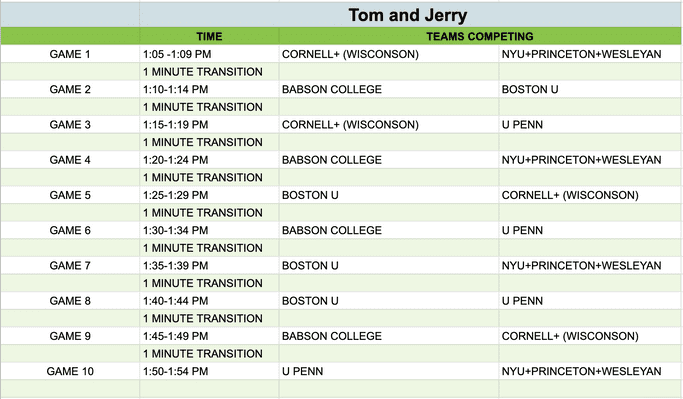 Tom and Jerry
TIME TEAMS COMPETING
GAME 1 1:05 -1:09 PM CORNELL+ (WISCONSON) NYU+PRINCETON+WESLEYAN
1 MINUTE TRANSITION
GAME 2 1:10-1:14 PM BABSON COLLEGE BOSTON U
1 MINUTE TRANSITION
GAME 3 1:15-1:19 PM CORNELL+ (WISCONSON) U PENN
1 MINUTE TRANSITION
GAME 4 1:20-1:24 PM BABSON COLLEGE NYU+PRINCETON+WESLEYAN
1 MINUTE TRANSITION
GAME 5 1:25-1:29 PM BOSTON U CORNELL+ (WISCONSON)
1 MINUTE TRANSITION
GAME 6 1:30-1:34 PM BABSON COLLEGE U PENN
1 MINUTE TRANSITION
GAME 7 1:35-1:39 PM BOSTON U NYU+PRINCETON+WESLEYAN
1 MINUTE TRANSITION
GAME 8 1:40-1:44 PM BOSTON U U PENN
1 MINUTE TRANSITION
GAME 9 1:45-1:49 PM BABSON COLLEGE CORNELL+ (WISCONSON)
1 MINUTE TRANSITION
GAME 10 1:50-1:54 PM U PENN NYU+PRINCETON+WESLEYAN